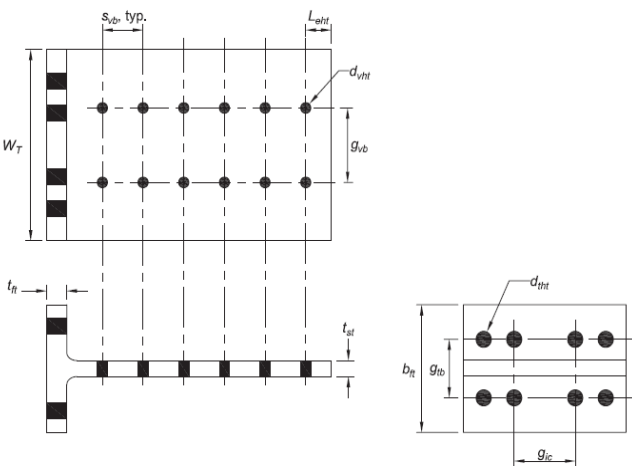 s_vb, typ.
L_eht
d_vht
W_T
g_vb
t_ft
t_st
d_tht
b_ft
g_tb
g_ic